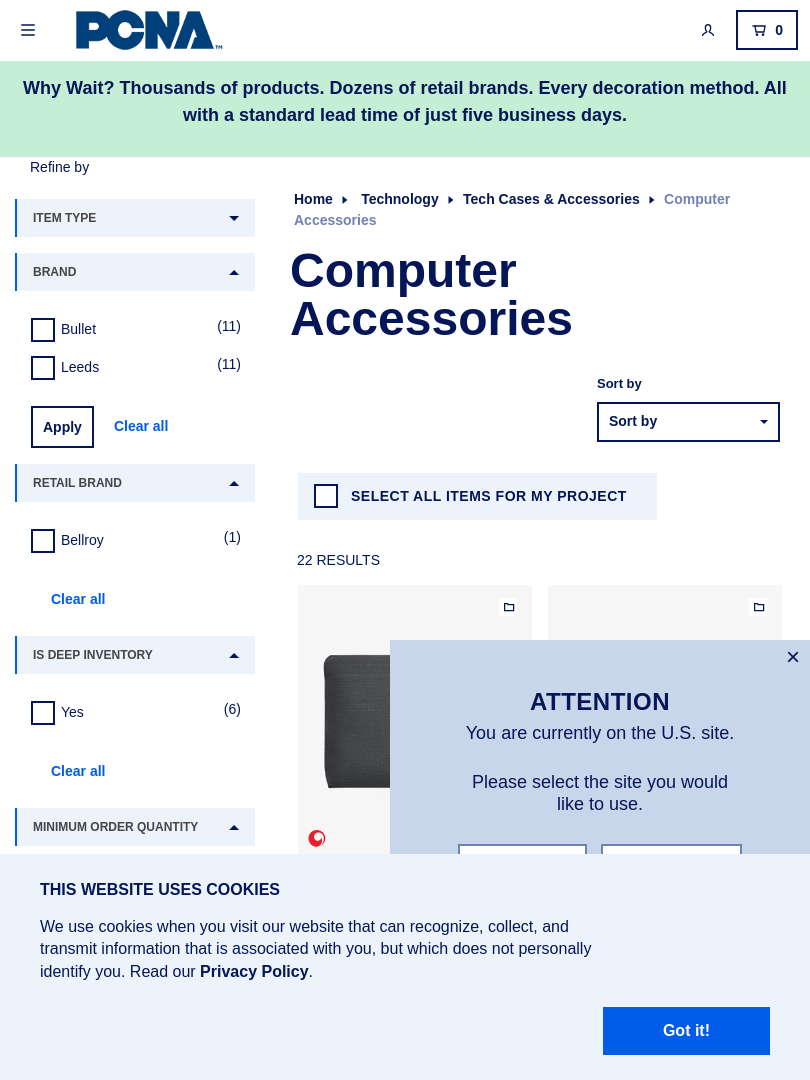 PCNA™
0
Why Wait? Thousands of products. Dozens of retail brands. Every decoration method. All
with a standard lead time of just five business days.
Refine by
ITEM TYPE
BRAND
Bullet (11)
Leeds (11)
Apply Clear all
RETAIL BRAND
Bellroy (1)
Clear all
IS DEEP INVENTORY
Yes (6)
Clear all
MINIMUM ORDER QUANTITY
Home Technology Tech Cases & Accessories Computer
Accessories
Computer
Accessories
Sort by
Sort by
SELECT ALL ITEMS FOR MY PROJECT
22 RESULTS
ATTENTION
You are currently on the U.S. site.
Please select the site you would
like to use.
THIS WEBSITE USES COOKIES
We use cookies when you visit our website that can recognize, collect, and
transmit information that is associated with you, but which does not personally
identify you. Read our Privacy Policy.
Got it!